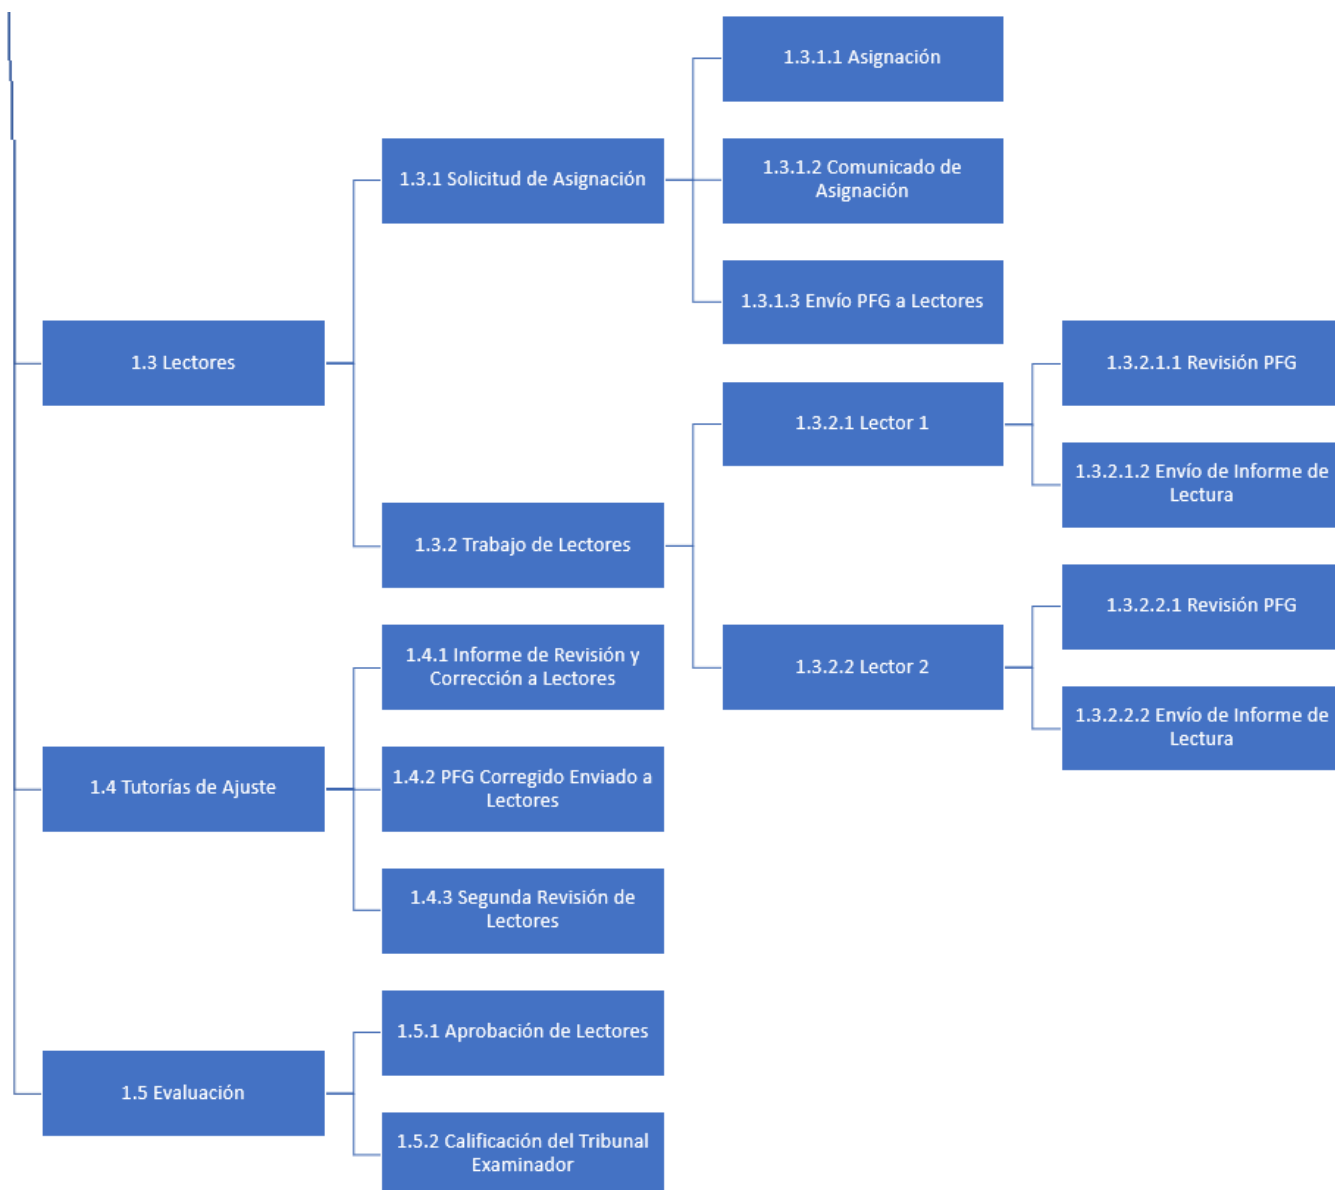 1.3 Lectores
1.3.1 Solicitud de Asignación
1.3.1.1 Asignación
1.3.1.2 Comunicado de
Asignación
1.3.1.3 Envío PFG a Lectores
1.3.2 Trabajo de Lectores
1.3.2.1 Lector 1
1.3.2.1.1 Revisión PFG
1.3.2.1.2 Envío de Informe de
Lectura
1.3.2.2 Lector 2
1.3.2.2.1 Revisión PFG
1.3.2.2.2 Envío de Informe de
Lectura
1.4 Tutorías de Ajuste
1.4.1 Informe de Revisión y
Corrección a Lectores
1.4.2 PFG Corregido Enviado a
Lectores
1.4.3 Segunda Revisión de
Lectores
1.5 Evaluación
1.5.1 Aprobación de Lectores
1.5.2 Calificación del Tribunal
Examinador